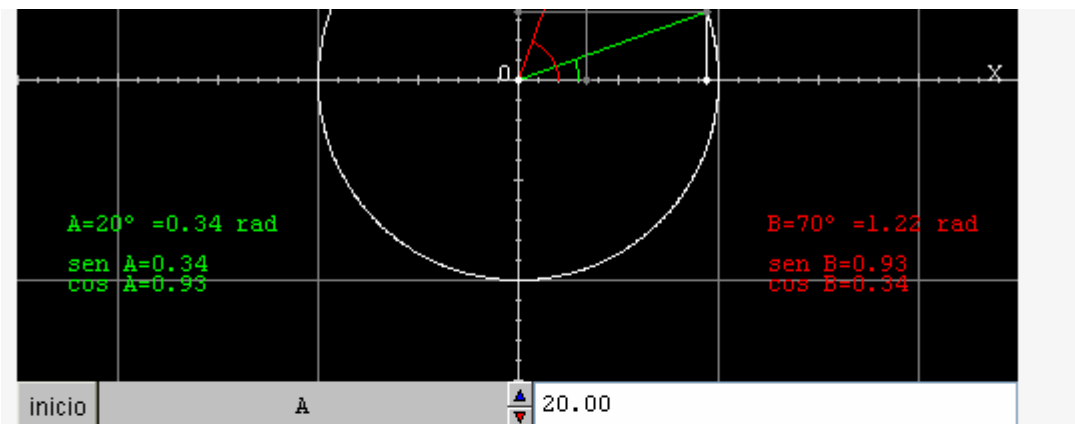 O X
A=20° =0.34 rad
B=70° =1.22 rad
sen A=0.34
sen B=0.93
cos A=0.93
cos B=0.34
inicio A 20.00